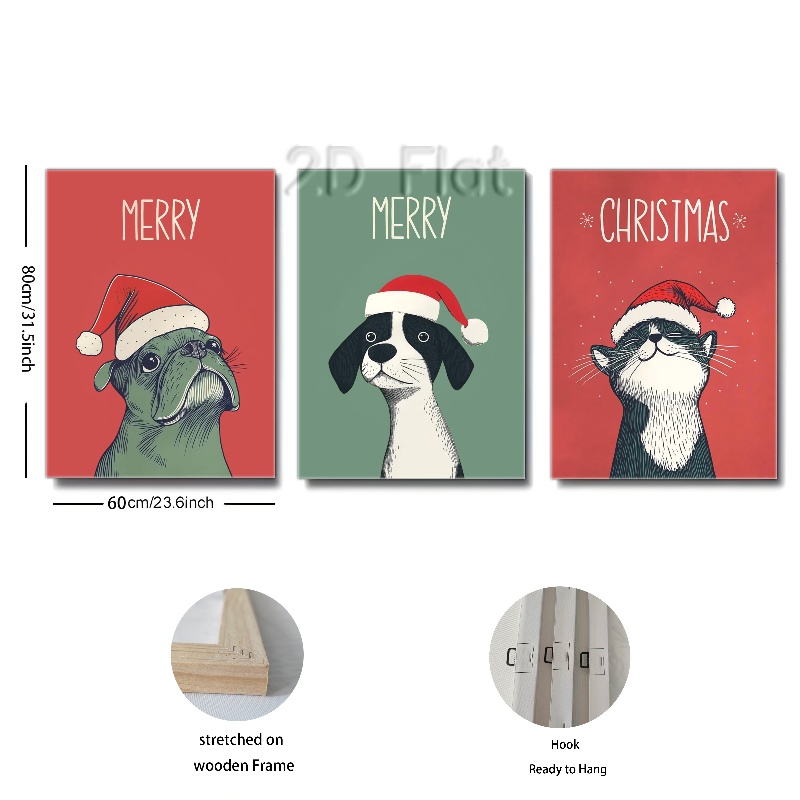 2D Flat
MERRY
MERRY
*CHRISTMAS*
80cm/31.5inch
60cm/23.6inch
stretched on
wooden Frame
Hook
Ready to Hang